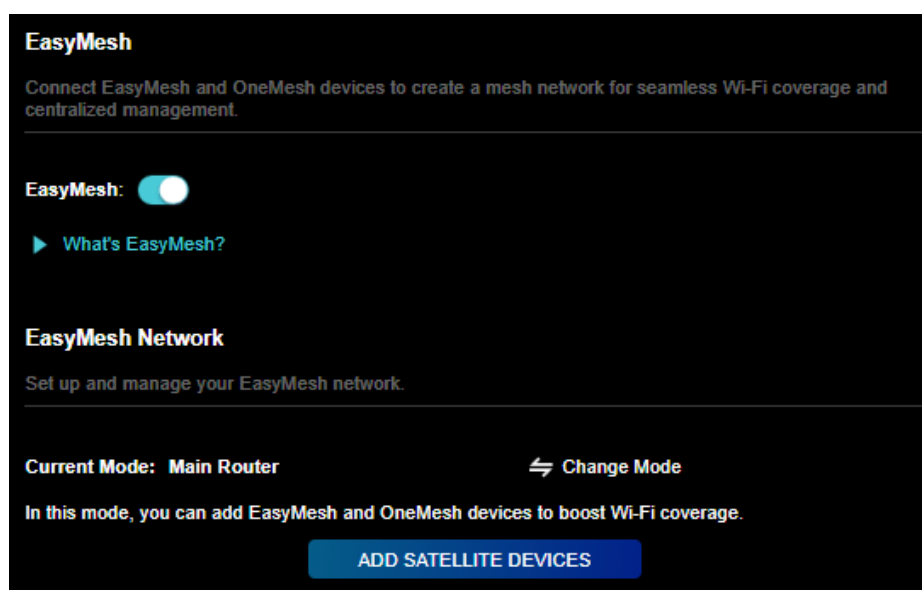 EasyMesh
Connect EasyMesh and OneMesh devices to create a mesh network for seamless Wi-Fi coverage and
centralized management.
EasyMesh:
What's EasyMesh?
EasyMesh Network
Set up and manage your EasyMesh network.
Current Mode: Main Router Change Mode
In this mode, you can add EasyMesh and OneMesh devices to boost Wi-Fi coverage.
ADD SATELLITE DEVICES